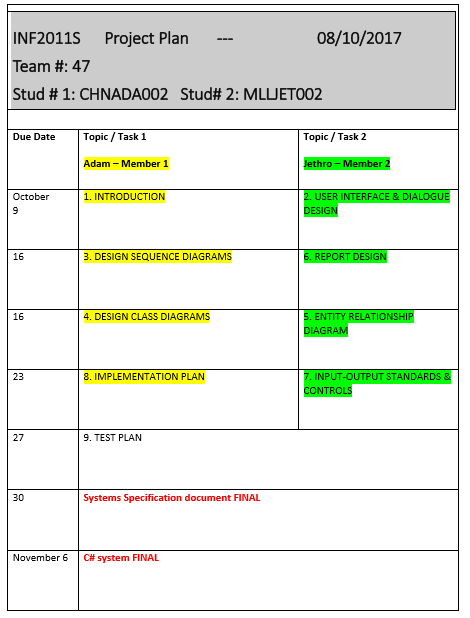 INF2011S Project Plan --- 08/10/2017
Team #: 47
Stud # 1: CHNADA002 Stud# 2: MLLJET002
Due Date
Topic / Task 1
Adam – Member 1
Topic / Task 2
Jethro – Member 2
October
9
1. INTRODUCTION
2. USER INTERFACE & DIALOGUE
DESIGN
16
3. DESIGN SEQUENCE DIAGRAMS
6. REPORT DESIGN
16
4. DESIGN CLASS DIAGRAMS
5. ENTITY RELATIONSHIP
DIAGRAM
23
8. IMPLEMENTATION PLAN
7. INPUT-OUTPUT STANDARDS &
CONTROLS
27
9. TEST PLAN
30
Systems Specification document FINAL
November 6
C# system FINAL